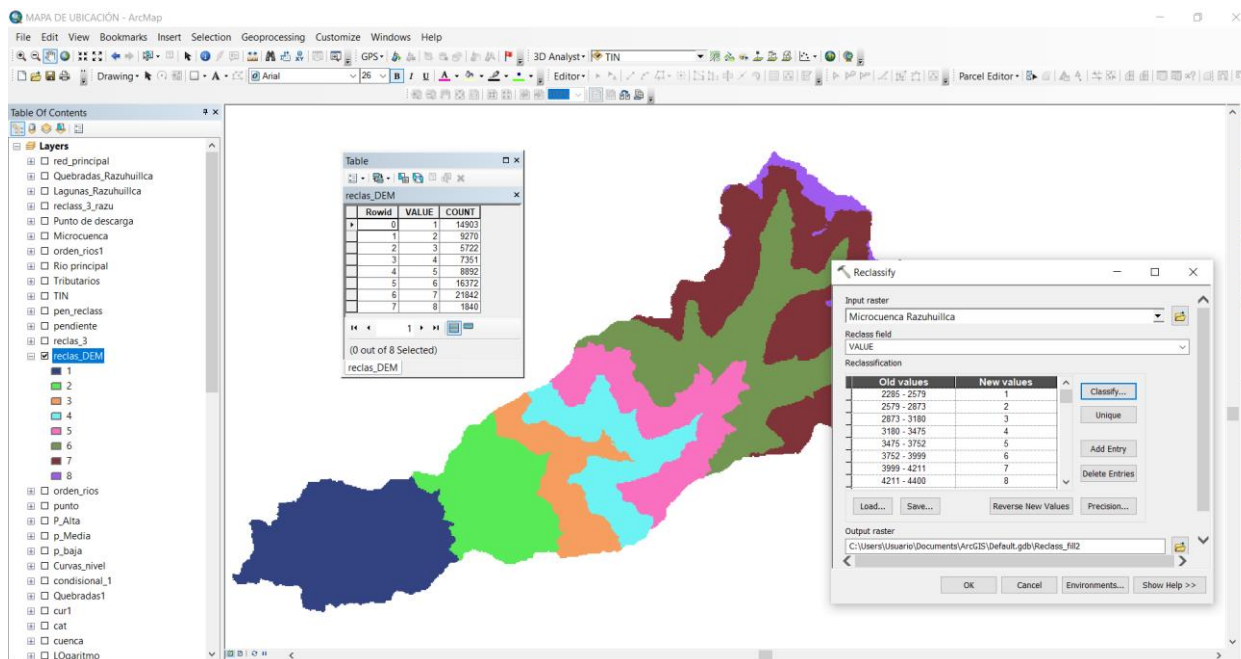 MAPA DE UBICACIÓN - ArcMap
File Edit View Bookmarks Insert Selection Geoprocessing Customize Windows Help
GPS 3D Analyst TIN
Drawing A Arial 26 B I U A Editor Parcel Editor
Table Of Contents
Layers
red_principal
Quebradas_Razuhuillca
Lagunas_Razuhuillca
reclass_3_razu
Punto de descarga
Microcuenca
orden_rios1
Rio principal
Tributarios
TIN
pen_reclass
pendiente
reclas_3
reclas_DEM
1
2
3
4
5
6
7
8
orden_rios
punto
P_Alta
p_Media
p_baja
Curvas_nivel
condisional_1
Quebradas1
cur1
cat
cuenca
LOgaritmo
Table
reclas_DEM
Rowid VALUE COUNT
0 1 14903
1 2 9270
2 3 5722
3 4 7351
4 5 8892
5 6 16372
6 7 21842
7 8 1840
1
(0 out of 8 Selected)
reclas_DEM
Reclassify
Input raster
Microcuenca Razuhuillca
Reclass field
VALUE
Reclassification
Old values New values
2285 - 2579 1
2579 - 2873 2
2873 - 3180 3
3180 - 3475 4
3475 - 3752 5
3752 - 3999 6
3999 - 4211 7
4211 - 4400 8
Classify...
Unique
Add Entry
Delete Entries
Load... Save... Reverse New Values Precision...
Output raster
C:\Users\Usuario\Documents\ArcGIS\Default.gdb\Reclass_fill2
OK Cancel Environments... Show Help >>